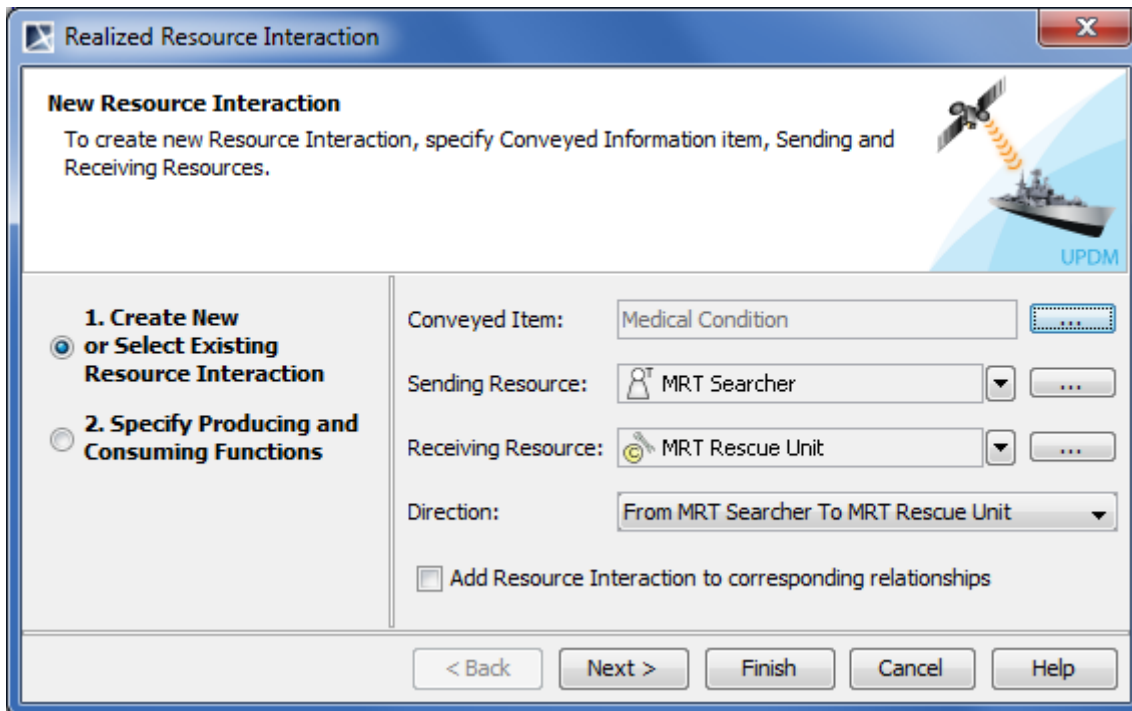 Realized Resource Interaction
X
New Resource Interaction
To create new Resource Interaction, specify Conveyed Information item, Sending and
Receiving Resources.
UPDM
1. Create New
or Select Existing
Resource Interaction
2. Specify Producing and
Consuming Functions
Conveyed Item: Medical Condition ...
Sending Resource: T MRT Searcher ...
Receiving Resource: C MRT Rescue Unit ...
Direction: From MRT Searcher To MRT Rescue Unit
Add Resource Interaction to corresponding relationships
< Back Next > Finish Cancel Help